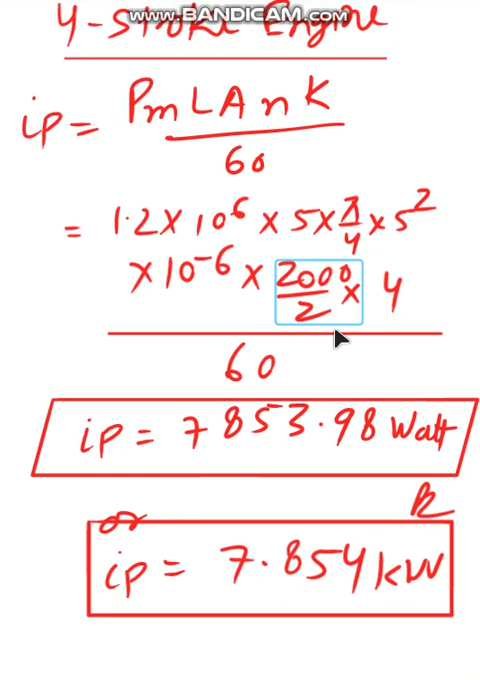 WWW.BANDICAM.COM
4-Stroke Engine
ip = PmLAnK
60
= 1.2 × 10^6 × 5 × π/4 × 5^2
× 10^-6 × 2000/2 × 4
60
ip = 7853.98 Watt
or
ip = 7.854 kW